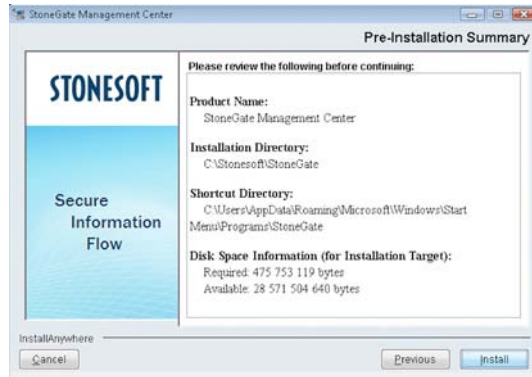 StoneGate Management Center
Pre-Installation Summary
STONESOFT
Secure
Information
Flow
Please review the following before continuing:
Product Name:
StoneGate Management Center
Installation Directory:
C:\Stonesoft\StoneGate
Shortcut Directory:
C:\Users\AppData\Roaming\Microsoft\Windows\Start
Menu\Programs\StoneGate
Disk Space Information (for Installation Target):
Required: 475 753 119 bytes
Available: 28 571 504 640 bytes
InstallAnywhere
Cancel
Previous
Install